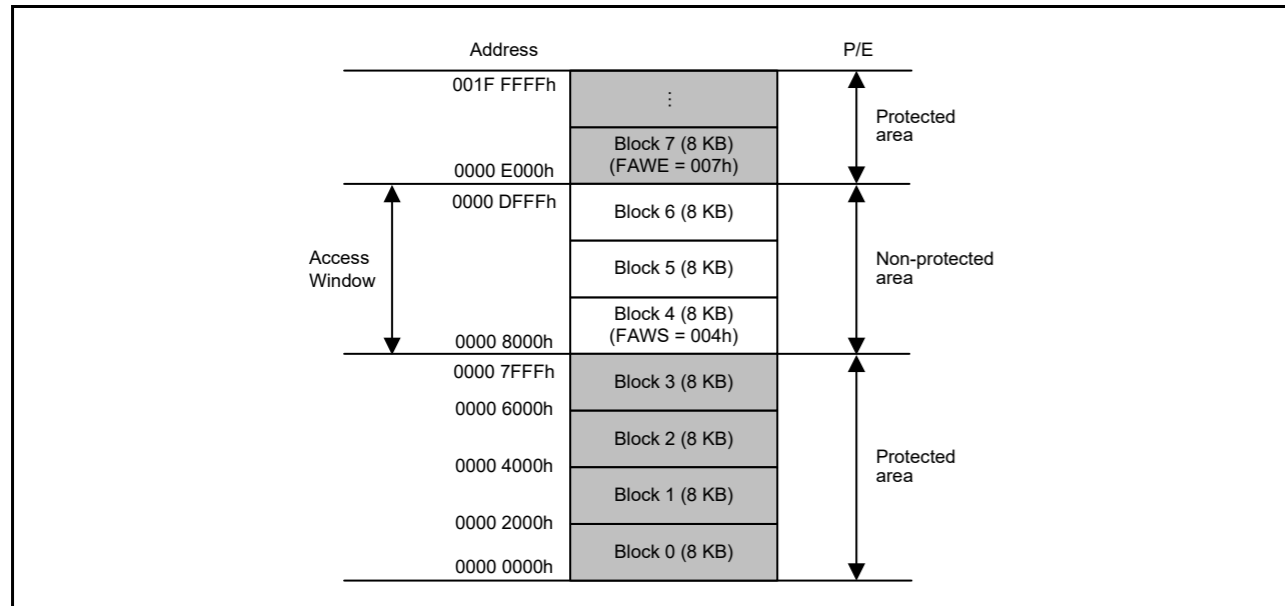 Address
P/E
001F FFFFh
⋮
Protected
area
Block 7 (8 KB)
(FAWE = 007h)
0000 E000h
0000 DFFFh
Block 6 (8 KB)
Access
Window
Block 5 (8 KB)
Non-protected
area
Block 4 (8 KB)
(FAWS = 004h)
0000 8000h
0000 7FFFh
Block 3 (8 KB)
0000 6000h
Block 2 (8 KB)
0000 4000h
Protected
area
Block 1 (8 KB)
0000 2000h
Block 0 (8 KB)
0000 0000h